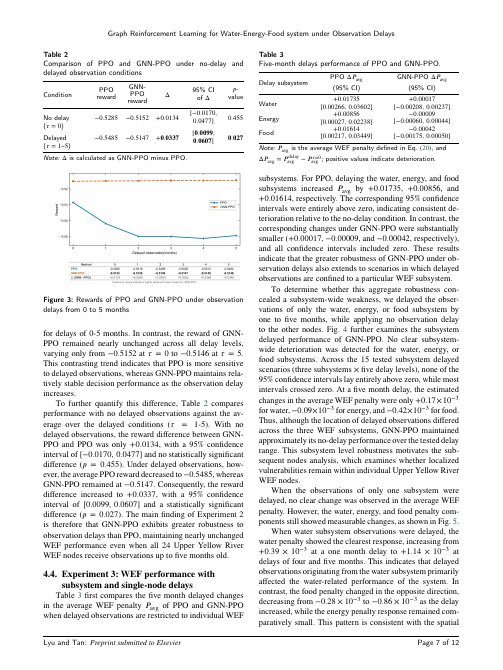 Graph Reinforcement Learning for Water-Energy-Food system under Observation Delays
Table 2
Comparison of PPO and GNN-PPO under no-delay and
delayed observation conditions
Condition PPO reward GNN-PPO reward Δ 95% CI of Δ p-value
No delay (τ = 0) −0.5285 −0.5152 +0.0134 [−0.0170, 0.0477] 0.455
Delayed (τ = 1–5) −0.5485 −0.5147 +0.0337 [0.0099, 0.0607] 0.027
Note: Δ is calculated as GNN-PPO minus PPO.
Reward
PPO
GNN-PPO
0 1 2 3 4 5
Delayed observation(months)
Method 0 1 2 3 4 5
PPO
GNN-PPO
Figure 3: Rewards of PPO and GNN-PPO under observation
delays from 0 to 5 months
for delays of 0-5 months. In contrast, the reward of GNN-
PPO remained nearly unchanged across all delay levels,
varying only from −0.5152 at τ = 0 to −0.5146 at τ = 5.
This contrasting trend indicates that PPO is more sensitive
to delayed observations, whereas GNN-PPO maintains rela-
tively stable decision performance as the observation delay
increases.
To further quantify this difference, Table 2 compares
performance with no delayed observations against the av-
erage over the delayed conditions (τ = 1-5). With no
delayed observations, the reward difference between GNN-
PPO and PPO was only +0.0134, with a 95% confidence
interval of [−0.0170, 0.0477] and no statistically significant
difference (p = 0.455). Under delayed observations, how-
ever, the average PPO reward decreased to −0.5485, whereas
GNN-PPO remained at −0.5147. Consequently, the reward
difference increased to +0.0337, with a 95% confidence
interval of [0.0099, 0.0607] and a statistically significant
difference (p = 0.027). The main finding of Experiment 2
is therefore that GNN-PPO exhibits greater robustness to
observation delays than PPO, maintaining nearly unchanged
WEF performance even when all 24 Upper Yellow River
WEF nodes receive observations up to five months old.
4.4. Experiment 3: WEF performance with
subsystem and single-node delays
Table 3 first compares the five month delayed changes
in the average WEF penalty Pavg of PPO and GNN-PPO
when delayed observations are restricted to individual WEF
Table 3
Five-month delays performance of PPO and GNN-PPO.
Delay subsystem PPO ΔPavg (95% CI) GNN-PPO ΔPavg (95% CI)
Water +0.01735 [0.00266, 0.03602] +0.00017 [−0.00208, 0.00237]
Energy +0.00856 [0.00027, 0.02238] −0.00009 [−0.00060, 0.00044]
Food +0.01614 [0.00217, 0.03449] −0.00042 [−0.00175, 0.00050]
Note: Pavg is the average WEF penalty defined in Eq. (20), and
positive values indicate deterioration.
subsystems. For PPO, delaying the water, energy, and food
subsystems increased Pavg by +0.01735, +0.00856, and
+0.01614, respectively. The corresponding 95% confidence
intervals were entirely above zero, indicating consistent de-
terioration relative to the no-delay condition. In contrast, the
corresponding changes under GNN-PPO were substantially
smaller (+0.00017, −0.00009, and −0.00042, respectively),
and all confidence intervals included zero. These results
indicate that the greater robustness of GNN-PPO under ob-
servation delays also extends to scenarios in which delayed
observations are confined to a particular WEF subsystem.
To determine whether this aggregate robustness con-
cealed a subsystem-wide weakness, we delayed the obser-
vations of only the water, energy, or food subsystem by
one to five months, while applying no observation delay
to the other nodes. Fig. 4 further examines the subsystem
delayed performance of GNN-PPO. No clear subsystem-
wide deterioration was detected for the water, energy, or
food subsystems. Across the 15 tested subsystem delayed
scenarios (three subsystems × five delay levels), none of the
95% confidence intervals lay entirely above zero, while most
intervals crossed zero. At a five month delay, the estimated
changes in the average WEF penalty were only +0.17×10−3
for water, −0.09×10−3 for energy, and −0.42×10−3 for food.
Thus, although the location of delayed observations differed
across the three WEF subsystems, GNN-PPO maintained
approximately its no-delay performance over the tested delay
range. This subsystem level robustness motivates the sub-
sequent nodes analysis, which examines whether localized
vulnerabilities remain within individual Upper Yellow River
WEF nodes.
When the observations of only one subsystem were
delayed, no clear change was observed in the average WEF
penalty. However, the water, energy, and food penalty com-
ponents still showed measurable changes, as shown in Fig. 5.
When water subsystem observations were delayed, the
water penalty showed the clearest response, increasing from
+0.39 × 10−3 at a one month delay to +1.14 × 10−3 at
delays of four and five months. This indicates that delayed
observations originating from the water subsystem primarily
affected the water-related performance of the system. In
contrast, the food penalty changed in the opposite direction,
decreasing from −0.28 × 10−3 to −0.86 × 10−3 as the delay
increased, while the energy penalty response remained com-
paratively small. This pattern is consistent with the spatial
Lyu and Tan: Preprint submitted to Elsevier
Page 7 of 12